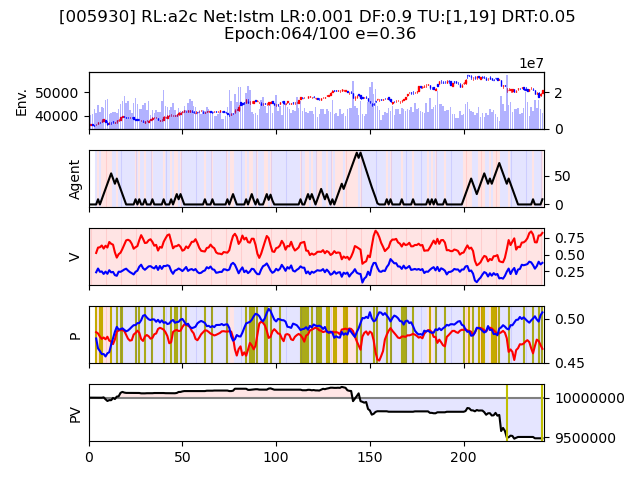 [005930] RL:a2c Net:lstm LR:0.001 DF:0.9 TU:[1,19] DRT:0.05
Epoch:064/100 e=0.36
1e7
Env.
50000
40000
2
0
Agent
50
0
V
0.75
0.50
0.25
P
0.50
0.45
PV
10000000
9500000
0
50
100
150
200